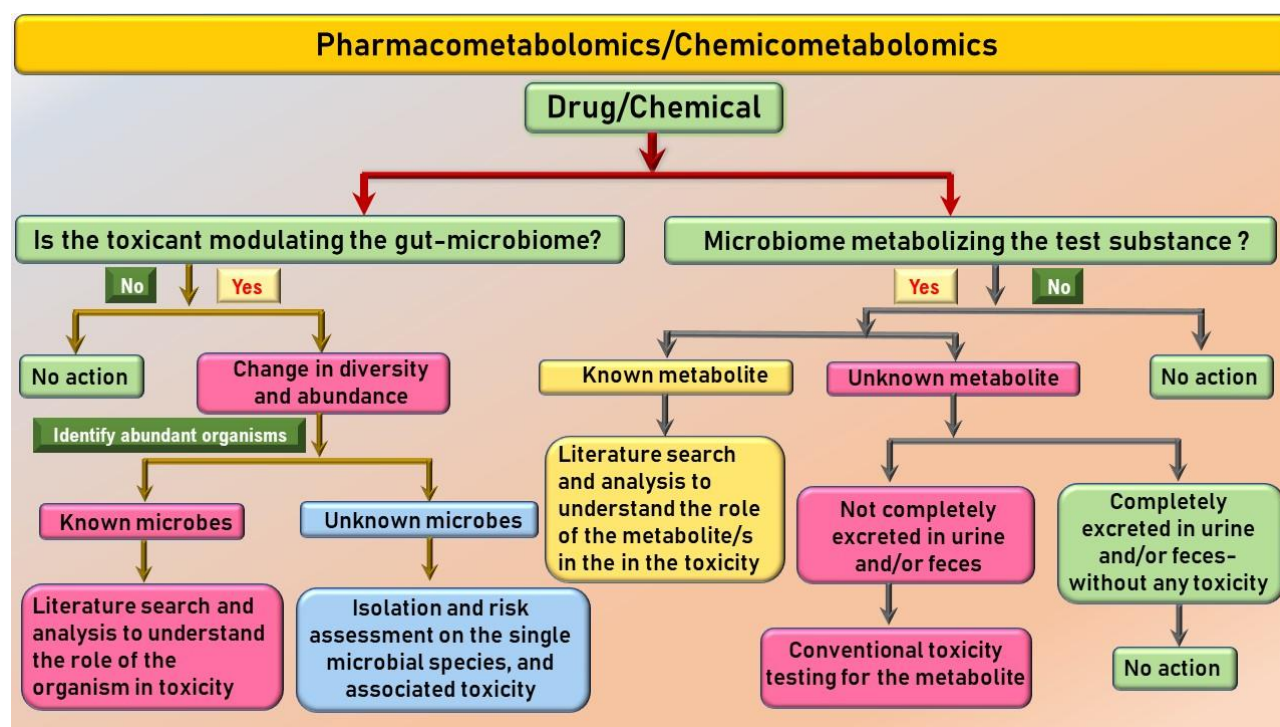 Pharmacometabolomics/Chemicometabolomics
Drug/Chemical
Is the toxicant modulating the gut-microbiome?
Microbiome metabolizing the test substance ?
No
Yes
Yes
No
No action
Change in diversity
and abundance
Known metabolite
Unknown metabolite
No action
Identify abundant organisms
Literature search
and analysis to
understand the role
of the metabolite/s
in the in the toxicity
Not completely
excreted in urine
and/or feces
Completely
excreted in urine
and/or feces-
without any toxicity
Known microbes
Unknown microbes
Literature search and
analysis to understand
the role of the
organism in toxicity
Isolation and risk
assessment on the single
microbial species, and
associated toxicity
Conventional toxicity
testing for the metabolite
No action